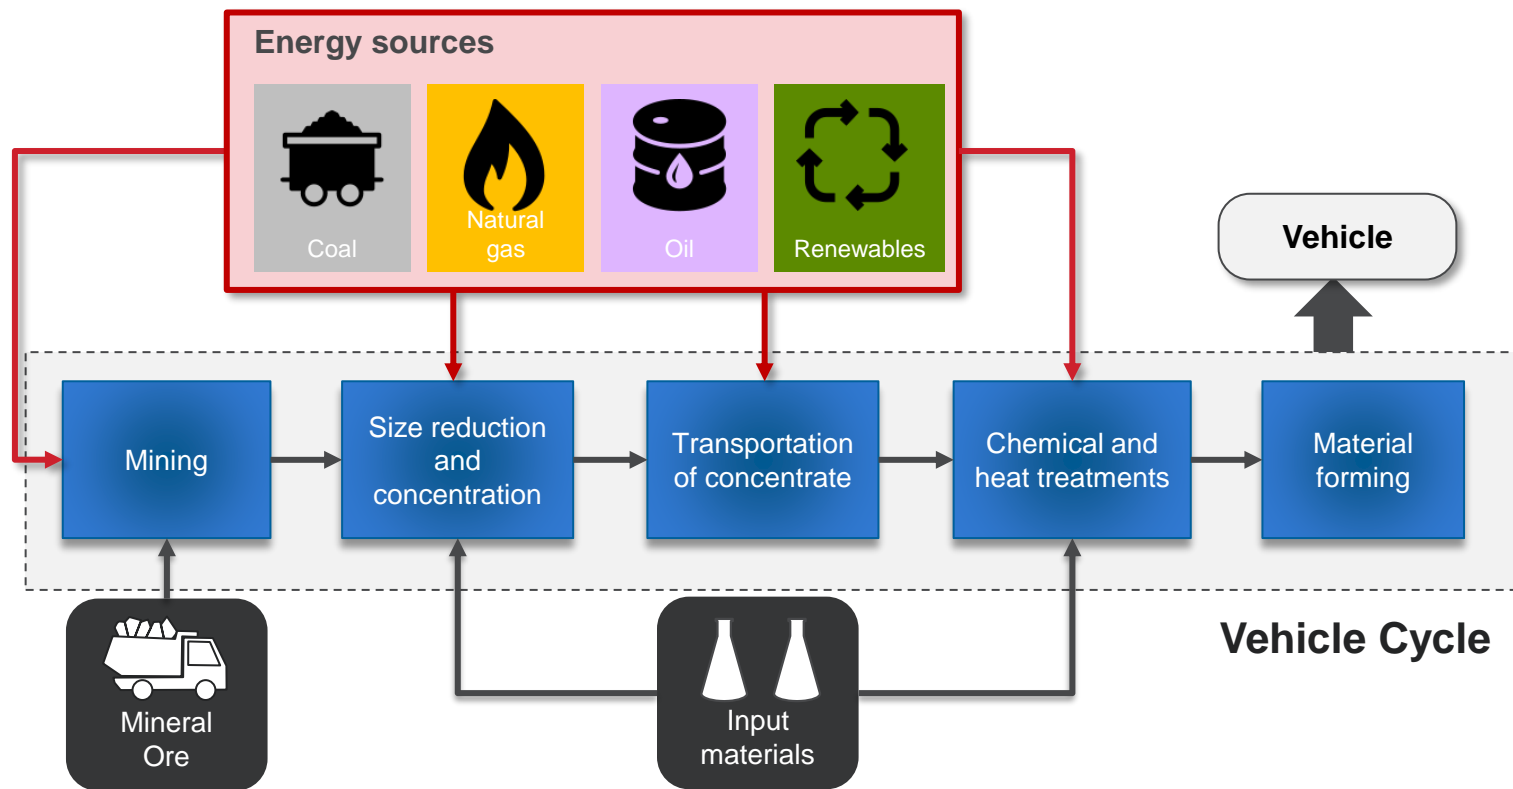 Energy sources
Coal
Natural
gas
Oil
Renewables
Vehicle
Mining
Size reduction
and
concentration
Transportation
of concentrate
Chemical and
heat treatments
Material
forming
Mineral
Ore
Input
materials
Vehicle Cycle